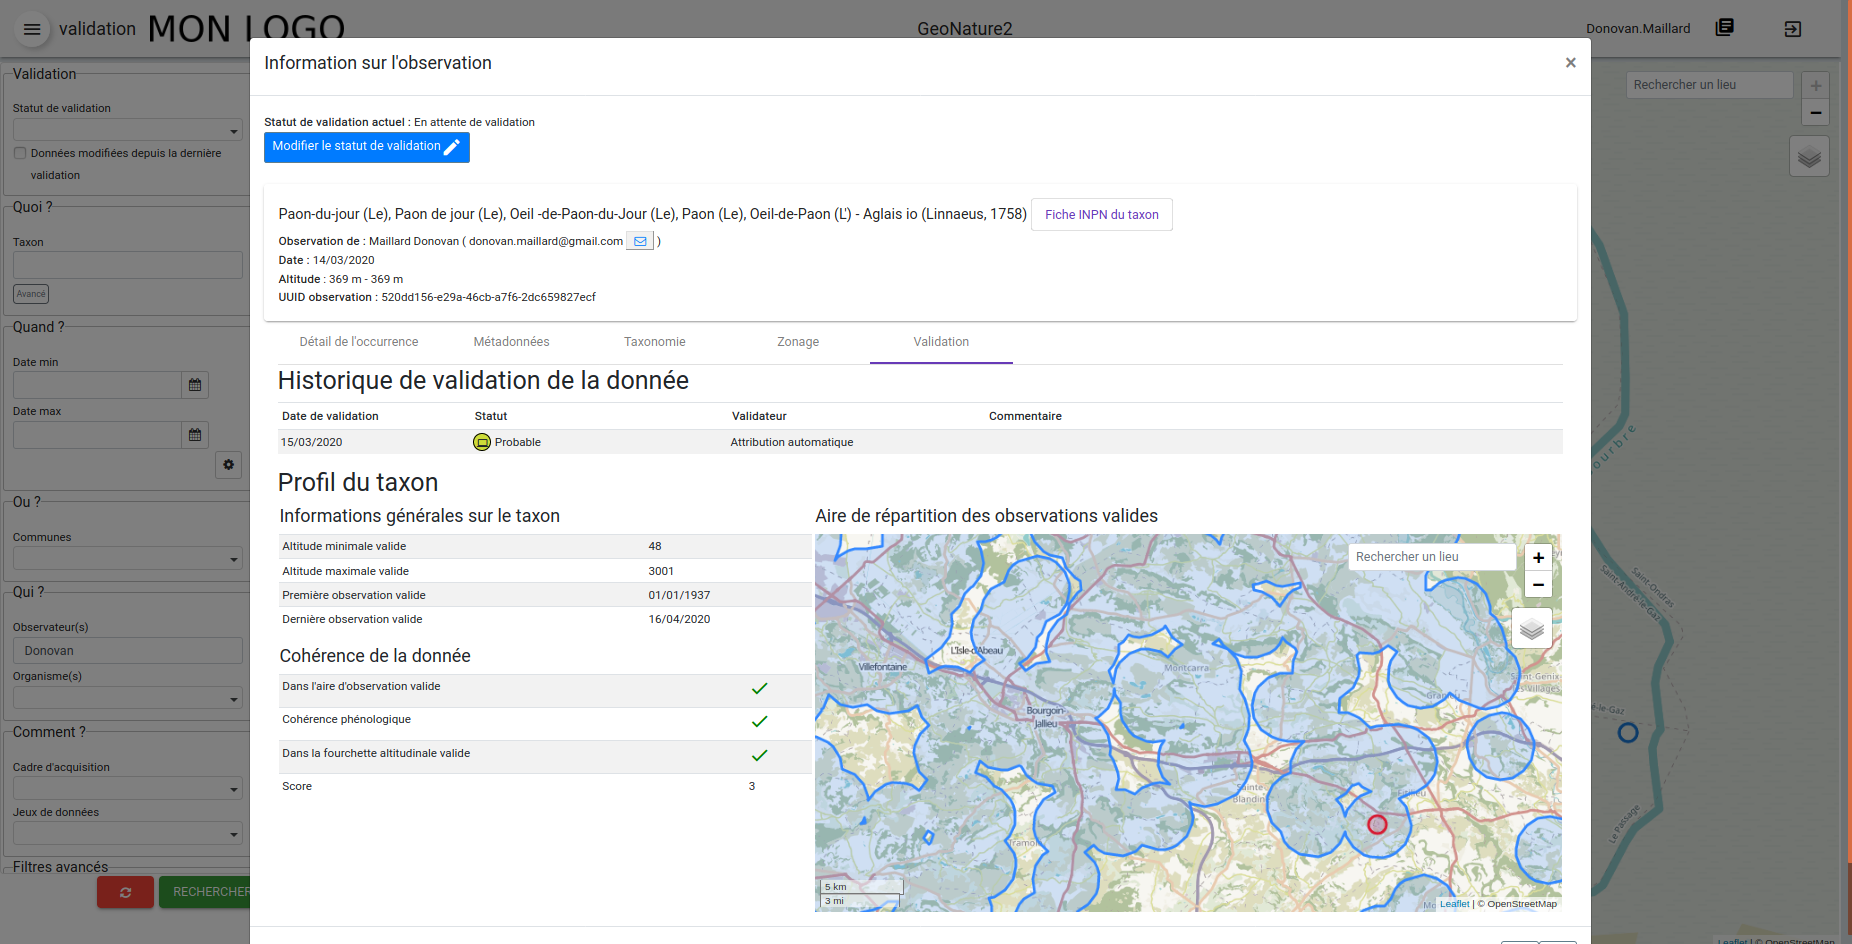 validation MON LOGO
GeoNature2
Donovan.Maillard
Validation
Statut de validation
Données modifiées depuis la dernière
validation
Quoi ?
Taxon
Avancé
Quand ?
Date min
Date max
Ou ?
Communes
Qui ?
Observateur(s)
Donovan
Organisme(s)
Comment ?
Cadre d'acquisition
Jeux de données
Filtres avancés
RECHERCHER
Information sur l'observation
×
Statut de validation actuel : En attente de validation
Modifier le statut de validation
Paon-du-jour (Le), Paon de jour (Le), Oeil -de-Paon-du-Jour (Le), Paon (Le), Oeil-de-Paon (L') - Aglais io (Linnaeus, 1758)
Fiche INPN du taxon
Observation de : Maillard Donovan ( donovan.maillard@gmail.com )
Date : 14/03/2020
Altitude : 369 m - 369 m
UUID observation : 520dd156-e29a-46cb-a7f6-2dc659827ecf
Détail de l'occurrence Métadonnées Taxonomie Zonage Validation
Historique de validation de la donnée
Date de validation Statut Validateur Commentaire
15/03/2020 Probable Attribution automatique
Profil du taxon
Informations générales sur le taxon
Altitude minimale valide 48
Altitude maximale valide 3001
Première observation valide 01/01/1937
Dernière observation valide 16/04/2020
Cohérence de la donnée
Dans l'aire d'observation valide
Cohérence phénologique
Dans la fourchette altitudinale valide
Score 3
Aire de répartition des observations valides
Rechercher un lieu
+
−
L'Isle-d'Abeau
Villefontaine
Montcarra
Bourgoin-
Jallieu
Saint-Genix
les-Villages
Sainte
Blandine
5 km
3 mi
Leaflet | © OpenStreetMap
Rechercher un lieu
+
−
ourbre
Saint-Ondras
Saint-André-le-Gaz
é-le-Gaz
Le Passage
Leaflet | © OpenStreetMap